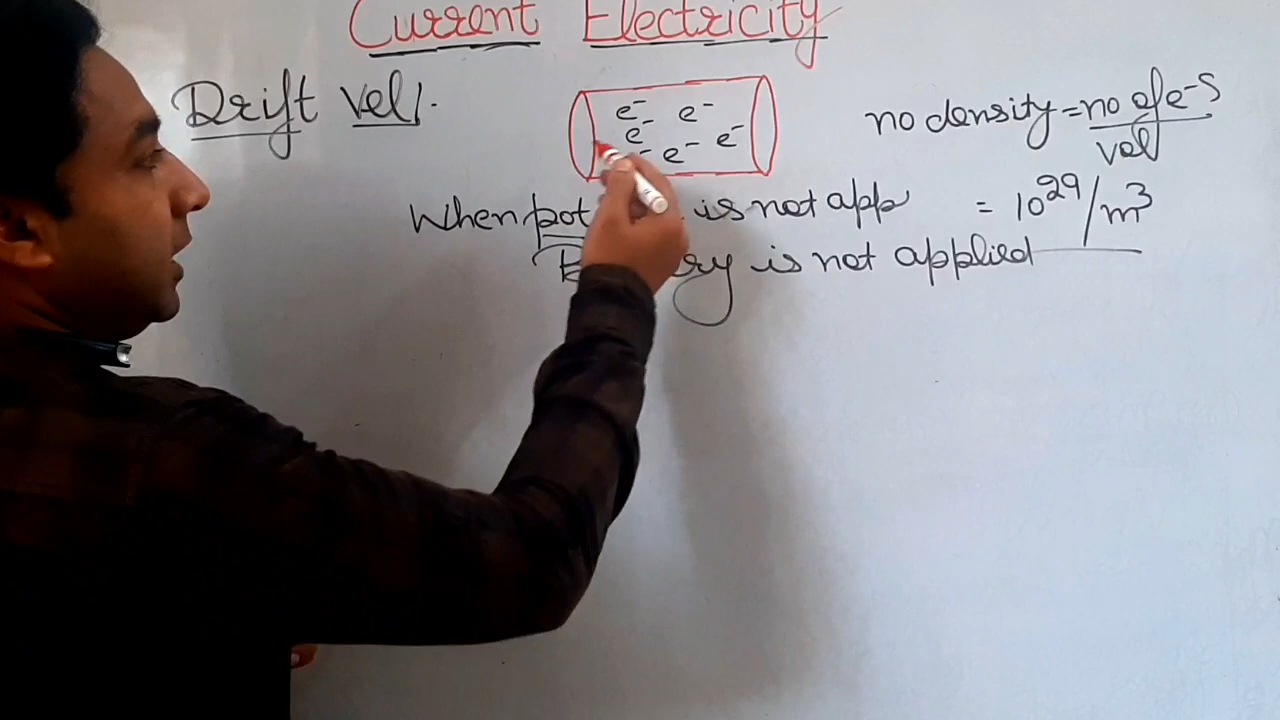 Current Electricity
Drift vel/.
e⁻ e⁻
e⁻ e⁻
e⁻
no density = no of e⁻s
vol
= 10²⁹/m³
When pot is not app
is not applied